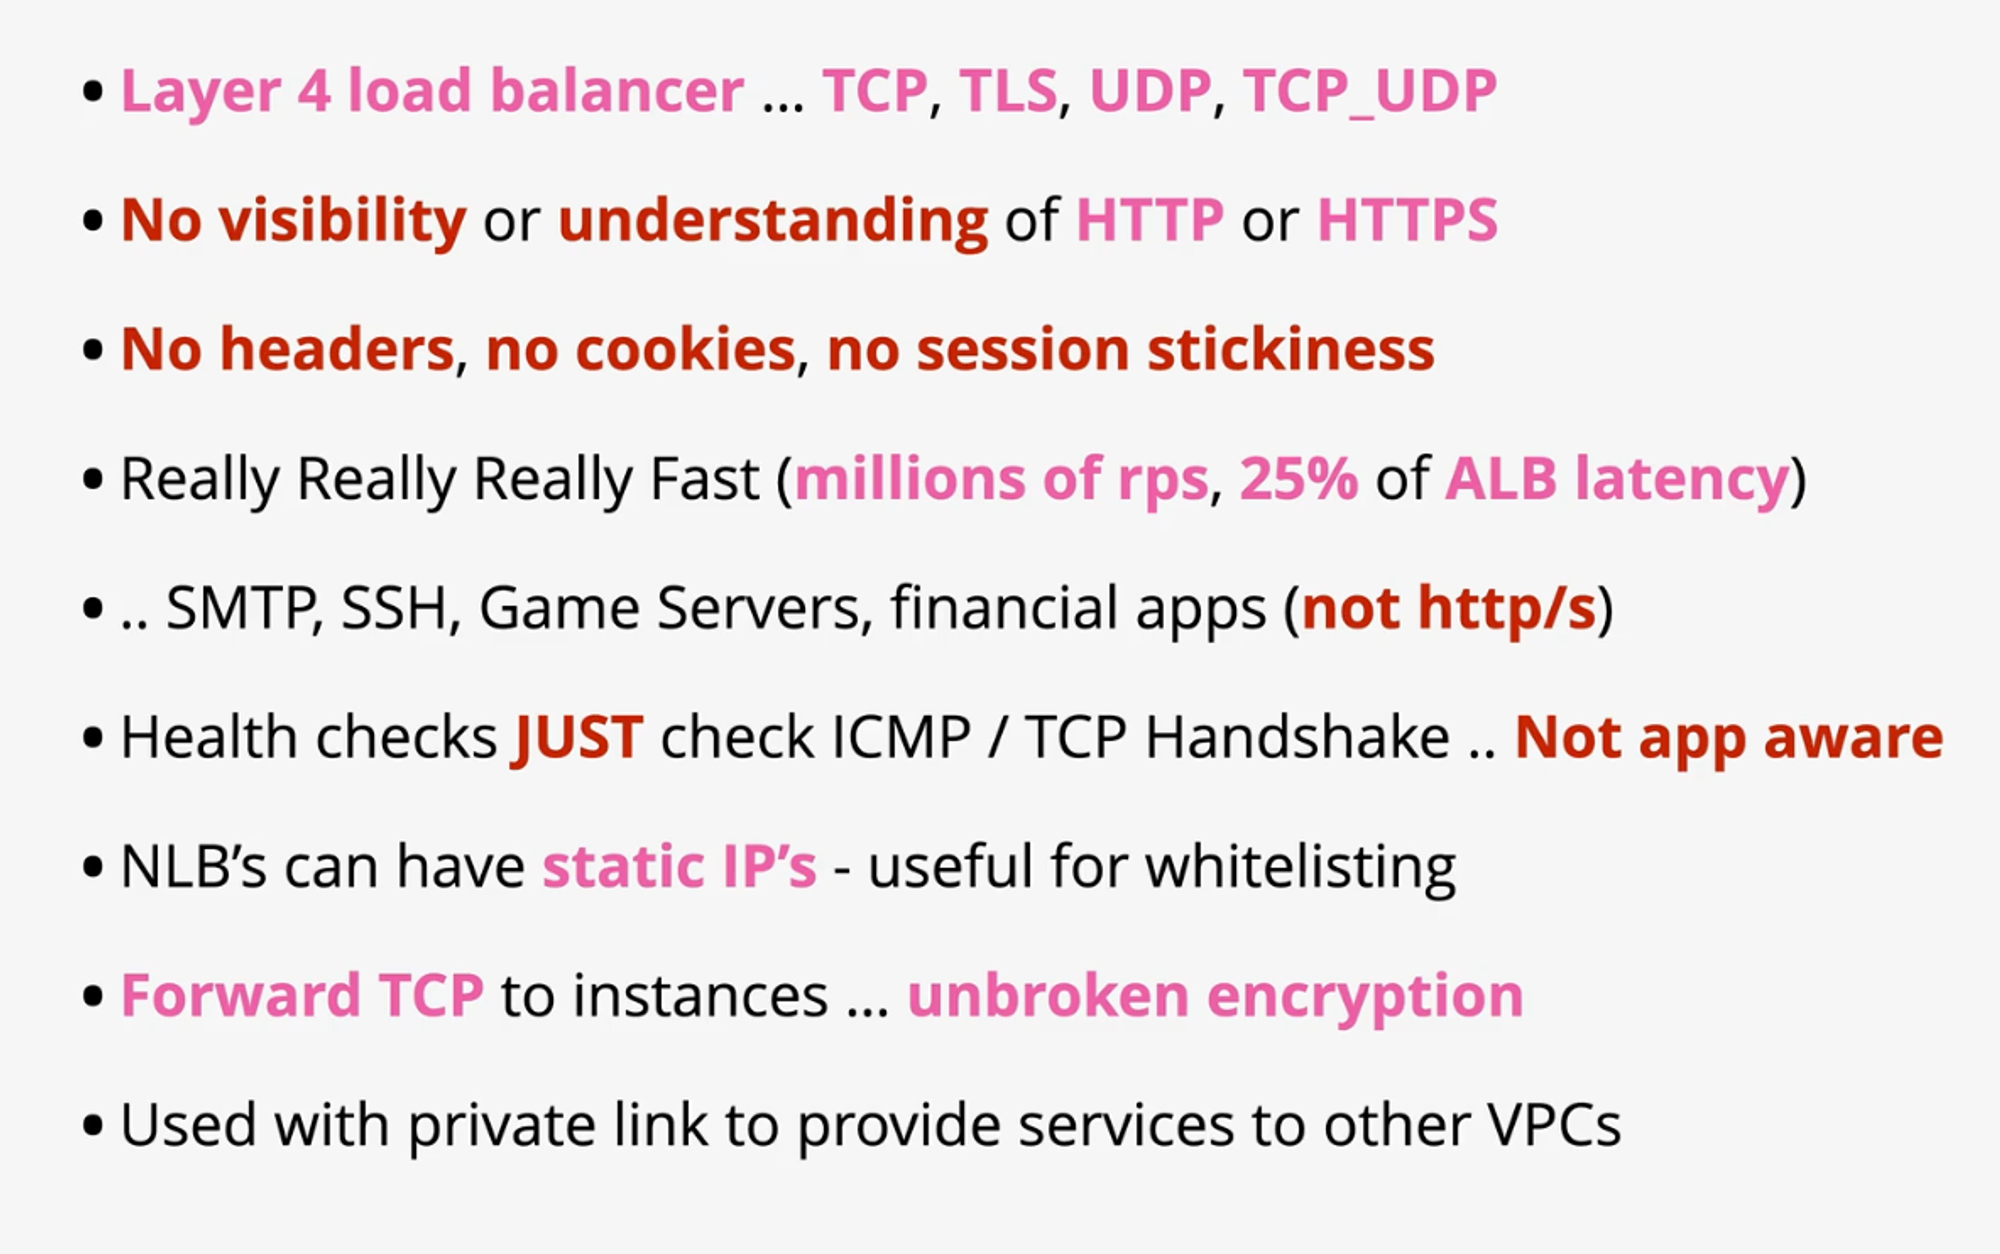 • Layer 4 load balancer ... TCP, TLS, UDP, TCP_UDP
• No visibility or understanding of HTTP or HTTPS
• No headers, no cookies, no session stickiness
• Really Really Really Fast (millions of rps, 25% of ALB latency)
• .. SMTP, SSH, Game Servers, financial apps (not http/s)
• Health checks JUST check ICMP / TCP Handshake .. Not app aware
• NLB’s can have static IP’s - useful for whitelisting
• Forward TCP to instances ... unbroken encryption
• Used with private link to provide services to other VPCs